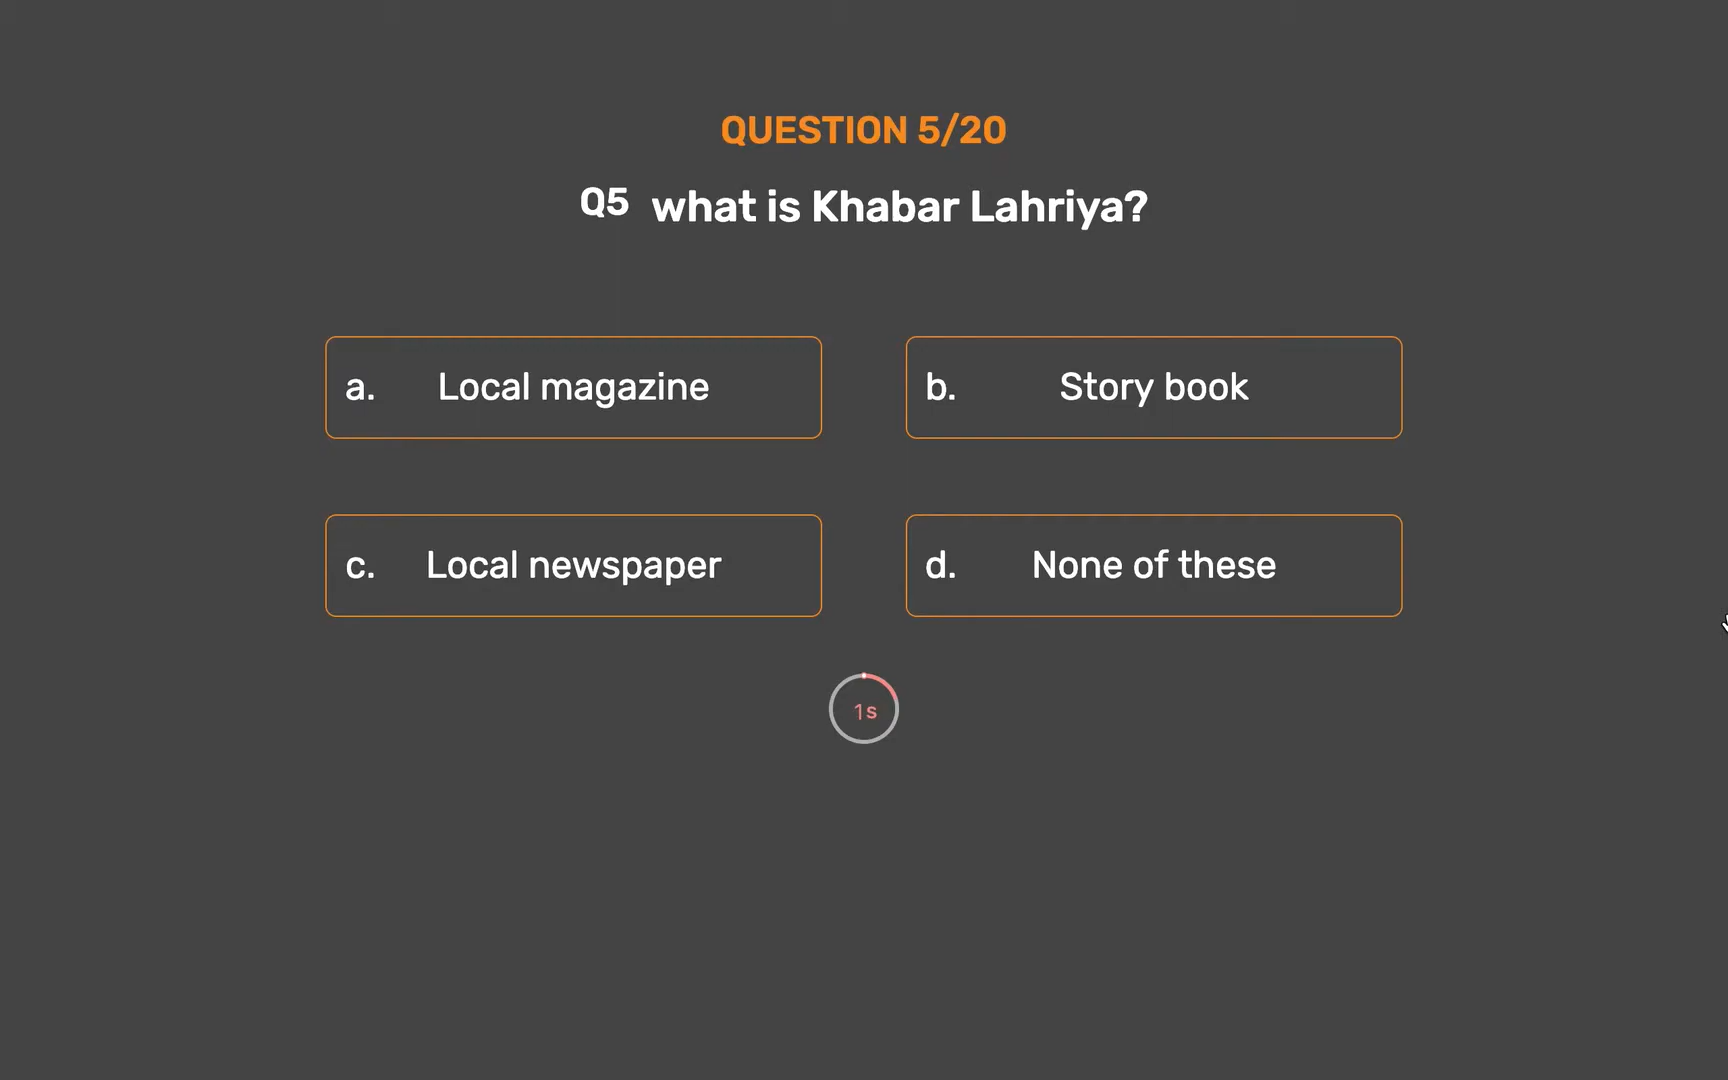 QUESTION 5/20
Q5 what is Khabar Lahriya?
a. Local magazine
b. Story book
c. Local newspaper
d. None of these
1s